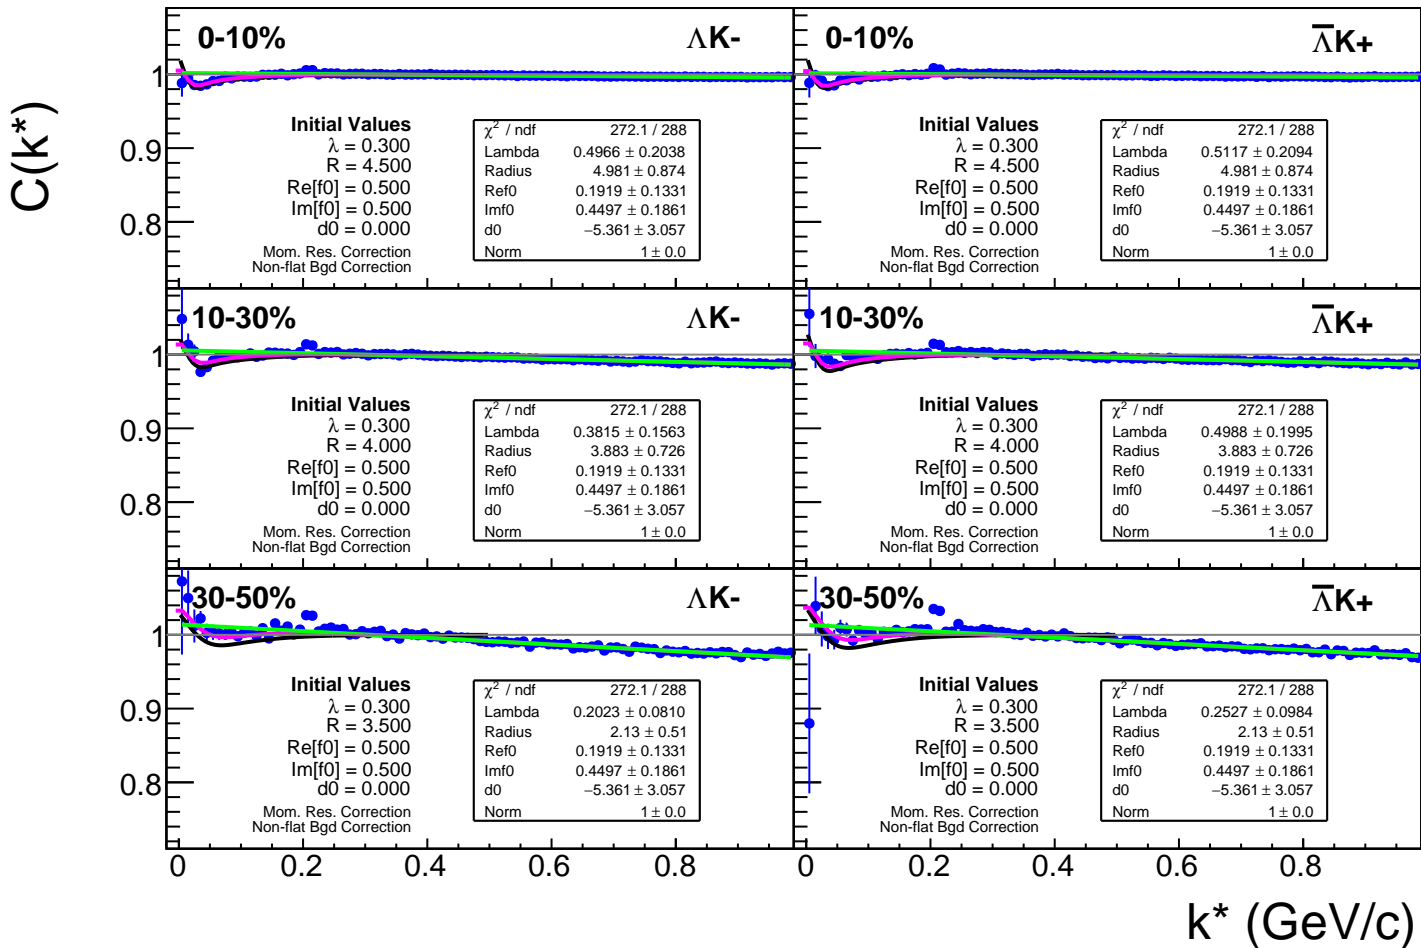 C(k*)
0-10%
ΛK-
1
0.9
0.8
Initial Values
λ = 0.300
R = 4.500
Re[f0] = 0.500
Im[f0] = 0.500
d0 = 0.000
Mom. Res. Correction
Non-flat Bgd Correction
χ² / ndf 272.1 / 288
Lambda 0.4966 ± 0.2038
Radius 4.981 ± 0.874
Ref0 0.1919 ± 0.1331
Imf0 0.4497 ± 0.1861
d0 −5.361 ± 3.057
Norm 1 ± 0.0
0-10%
Λ̅K+
Initial Values
λ = 0.300
R = 4.500
Re[f0] = 0.500
Im[f0] = 0.500
d0 = 0.000
Mom. Res. Correction
Non-flat Bgd Correction
χ² / ndf 272.1 / 288
Lambda 0.5117 ± 0.2094
Radius 4.981 ± 0.874
Ref0 0.1919 ± 0.1331
Imf0 0.4497 ± 0.1861
d0 −5.361 ± 3.057
Norm 1 ± 0.0
10-30%
ΛK-
1
0.9
0.8
Initial Values
λ = 0.300
R = 4.000
Re[f0] = 0.500
Im[f0] = 0.500
d0 = 0.000
Mom. Res. Correction
Non-flat Bgd Correction
χ² / ndf 272.1 / 288
Lambda 0.3815 ± 0.1563
Radius 3.883 ± 0.726
Ref0 0.1919 ± 0.1331
Imf0 0.4497 ± 0.1861
d0 −5.361 ± 3.057
Norm 1 ± 0.0
10-30%
Λ̅K+
Initial Values
λ = 0.300
R = 4.000
Re[f0] = 0.500
Im[f0] = 0.500
d0 = 0.000
Mom. Res. Correction
Non-flat Bgd Correction
χ² / ndf 272.1 / 288
Lambda 0.4988 ± 0.1995
Radius 3.883 ± 0.726
Ref0 0.1919 ± 0.1331
Imf0 0.4497 ± 0.1861
d0 −5.361 ± 3.057
Norm 1 ± 0.0
30-50%
ΛK-
1
0.9
0.8
Initial Values
λ = 0.300
R = 3.500
Re[f0] = 0.500
Im[f0] = 0.500
d0 = 0.000
Mom. Res. Correction
Non-flat Bgd Correction
χ² / ndf 272.1 / 288
Lambda 0.2023 ± 0.0810
Radius 2.13 ± 0.51
Ref0 0.1919 ± 0.1331
Imf0 0.4497 ± 0.1861
d0 −5.361 ± 3.057
Norm 1 ± 0.0
30-50%
Λ̅K+
Initial Values
λ = 0.300
R = 3.500
Re[f0] = 0.500
Im[f0] = 0.500
d0 = 0.000
Mom. Res. Correction
Non-flat Bgd Correction
χ² / ndf 272.1 / 288
Lambda 0.2527 ± 0.0984
Radius 2.13 ± 0.51
Ref0 0.1919 ± 0.1331
Imf0 0.4497 ± 0.1861
d0 −5.361 ± 3.057
Norm 1 ± 0.0
0 0.2 0.4 0.6 0.8
0 0.2 0.4 0.6 0.8
k* (GeV/c)